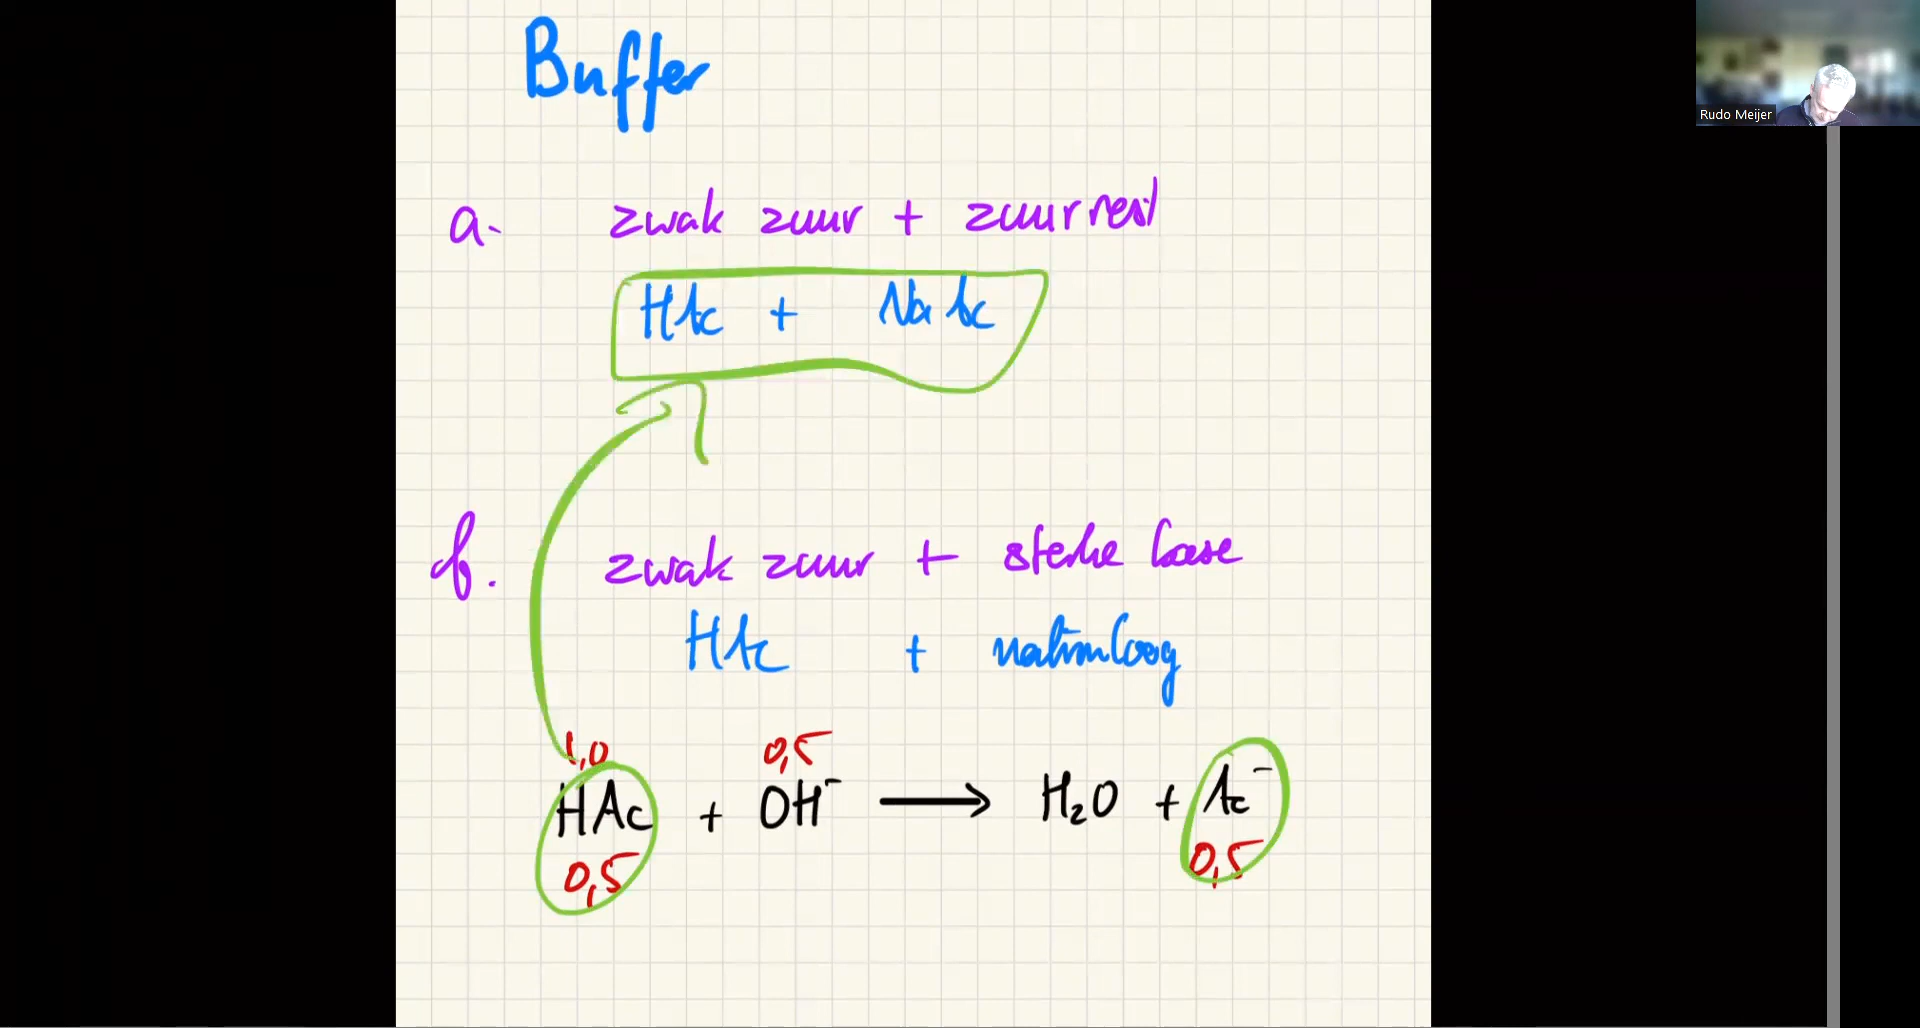 Buffer
Rudo Meijer
a. zwak zuur + zuurrest
HAc + NaAc
b. zwak zuur + sterke base
HAc + natronloog
1,0 0,5
HAc + OH⁻ ⟶ H₂O + Ac⁻
0,5 0,5